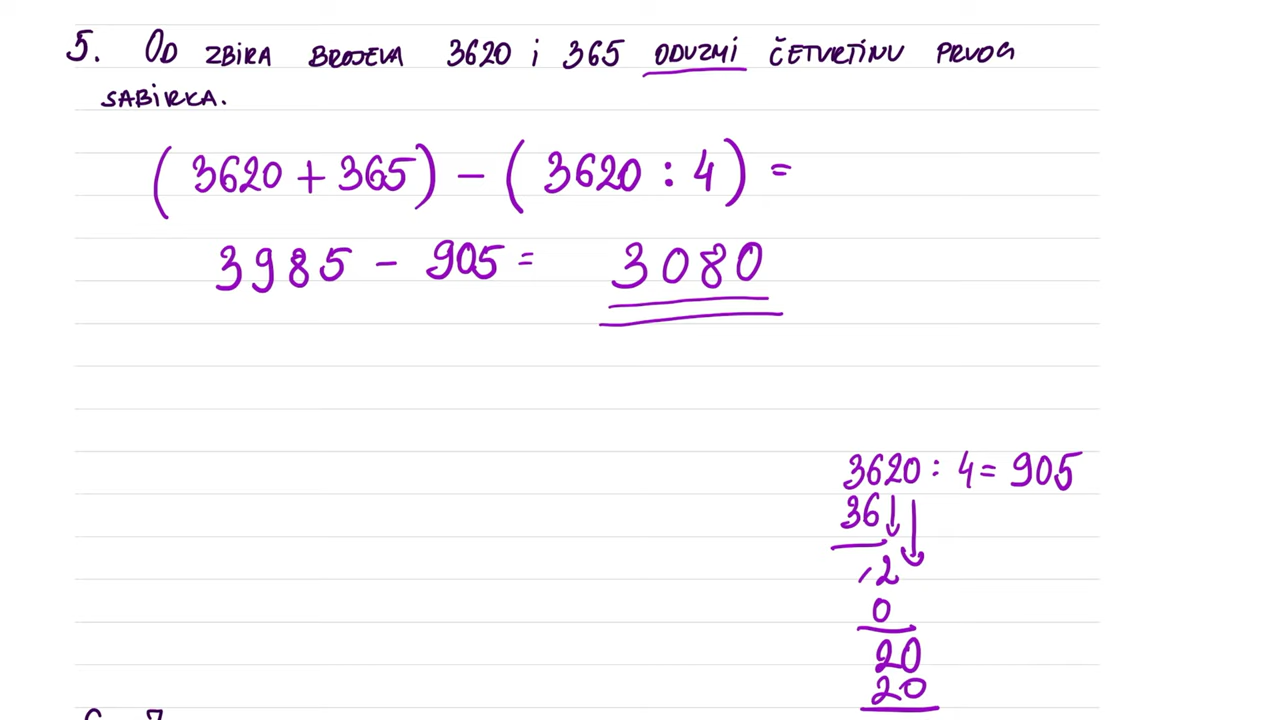 5. OD ZBIRA BROJEVA 3620 i 365 ODUZMI ČETVRTINU PRVOG
SABIRKA.
(3620 + 365) - (3620 : 4) =
3985 - 905 = 3080
3620 : 4 = 905
36
2
0
20
20